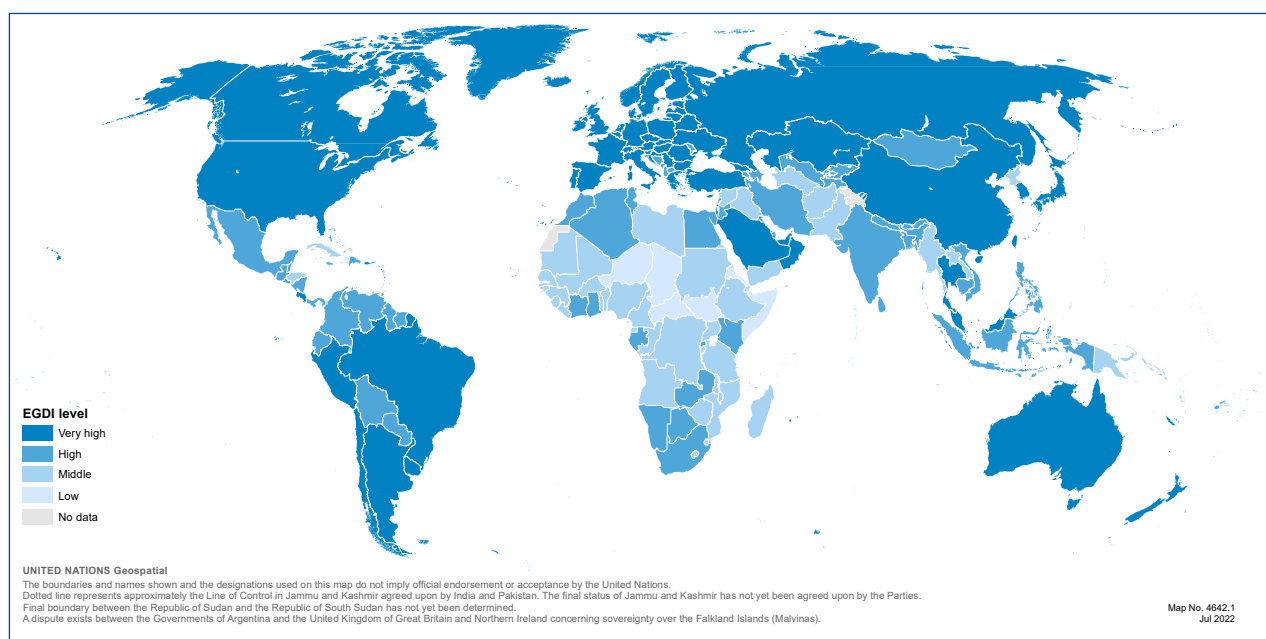 EGDI level
Very high
High
Middle
Low
No data
UNITED NATIONS Geospatial
The boundaries and names shown and the designations used on this map do not imply official endorsement or acceptance by the United Nations.
Dotted line represents approximately the Line of Control in Jammu and Kashmir agreed upon by India and Pakistan. The final status of Jammu and Kashmir has not yet been agreed upon by the Parties.
Final boundary between the Republic of Sudan and the Republic of South Sudan has not yet been determined.
A dispute exists between the Governments of Argentina and the United Kingdom of Great Britain and Northern Ireland concerning sovereignty over the Falkland Islands (Malvinas).
Map No. 4642.1
Jul 2022